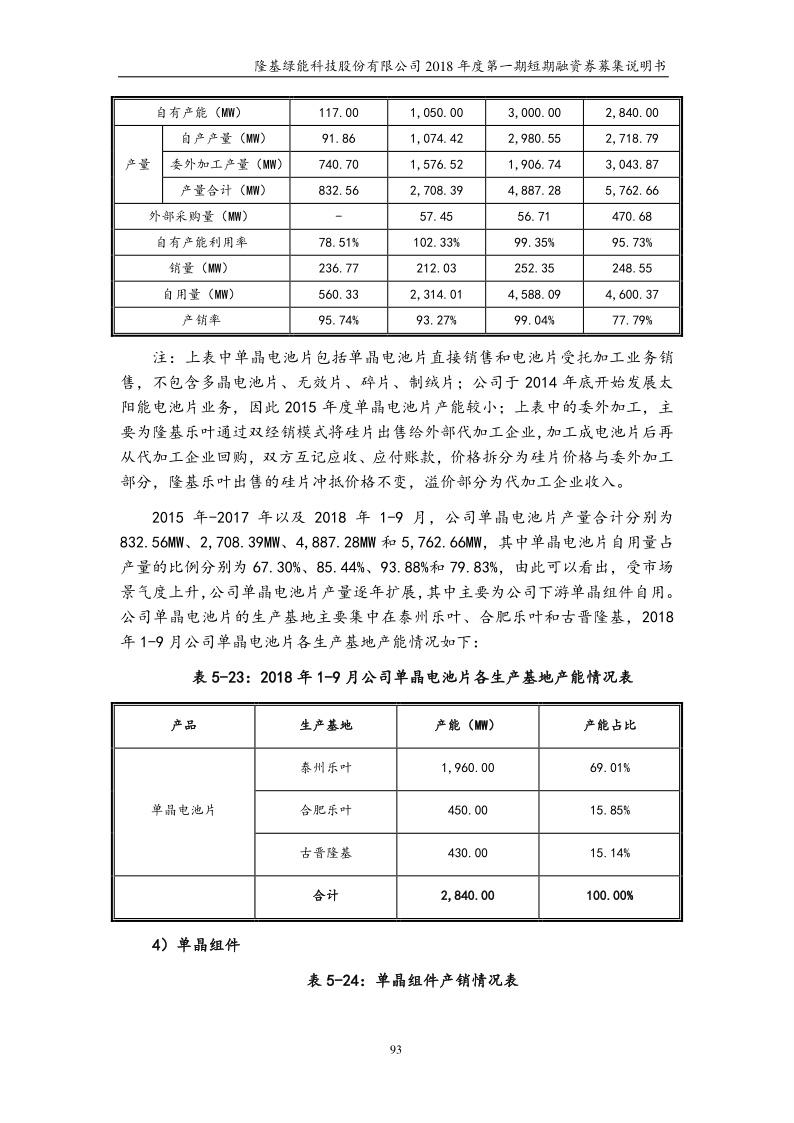 隆基绿能科技股份有限公司 2018 年度第一期短期融资券募集说明书
自有产能（MW） 117.00 1,050.00 3,000.00 2,840.00
产量 自产产量（MW） 91.86 1,074.42 2,980.55 2,718.79
委外加工产量（MW） 740.70 1,576.52 1,906.74 3,043.87
产量合计（MW） 832.56 2,708.39 4,887.28 5,762.66
外部采购量（MW） - 57.45 56.71 470.68
自有产能利用率 78.51% 102.33% 99.35% 95.73%
销量（MW） 236.77 212.03 252.35 248.55
自用量（MW） 560.33 2,314.01 4,588.09 4,600.37
产销率 95.74% 93.27% 99.04% 77.79%
注：上表中单晶电池片包括单晶电池片直接销售和电池片受托加工业务销
售，不包含多晶电池片、无效片、碎片、制绒片；公司于 2014 年底开始发展太
阳能电池片业务，因此 2015 年度单晶电池片产能较小；上表中的委外加工，主
要为隆基乐叶通过双经销模式将硅片出售给外部代加工企业，加工成电池片后再
从代加工企业回购，双方互记应收、应付账款，价格拆分为硅片价格与委外加工
部分，隆基乐叶出售的硅片冲抵价格不变，溢价部分为代加工企业收入。
2015 年-2017 年以及 2018 年 1-9 月，公司单晶电池片产量合计分别为
832.56MW、2,708.39MW、4,887.28MW 和 5,762.66MW，其中单晶电池片自用量占
产量的比例分别为 67.30%、85.44%、93.88%和 79.83%，由此可以看出，受市场
景气度上升，公司单晶电池片产量逐年扩展，其中主要为公司下游单晶组件自用。
公司单晶电池片的生产基地主要集中在泰州乐叶、合肥乐叶和古晋隆基，2018
年 1-9 月公司单晶电池片各生产基地产能情况如下：
表 5-23：2018 年 1-9 月公司单晶电池片各生产基地产能情况表
产品 生产基地 产能（MW） 产能占比
泰州乐叶 1,960.00 69.01%
单晶电池片 合肥乐叶 450.00 15.85%
古晋隆基 430.00 15.14%
合计 2,840.00 100.00%
4）单晶组件
表 5-24：单晶组件产销情况表
93